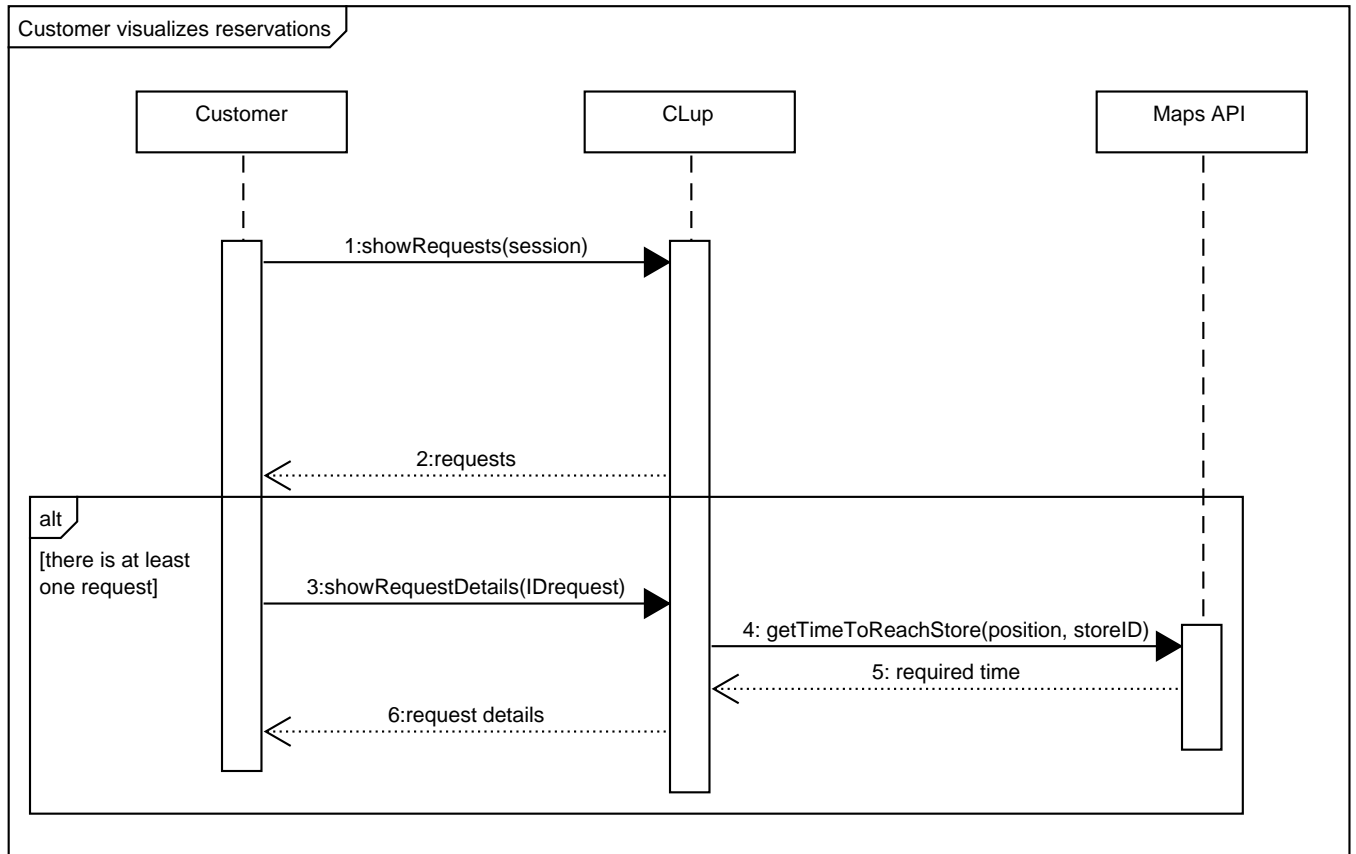 Customer visualizes reservations
Customer
CLup
Maps API
1:showRequests(session)
2:requests
alt
[there is at least
one request]
3:showRequestDetails(IDrequest)
4: getTimeToReachStore(position, storeID)
5: required time
6:request details